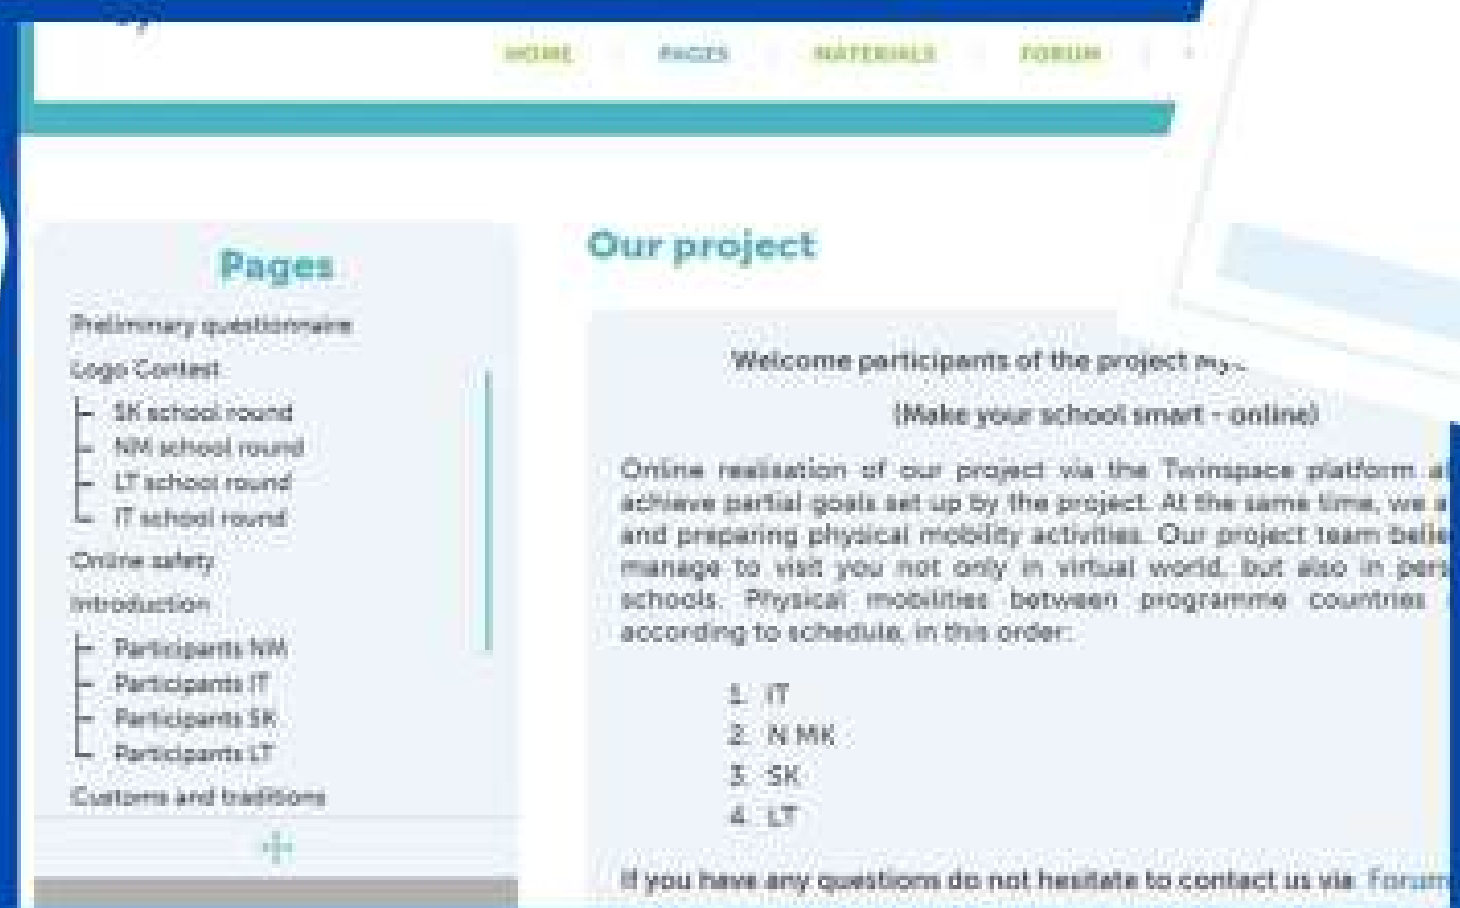 HOME
PAGES
MATERIALS
FORUM
Pages
Preliminary questionnaire
Logo Contest
SK school round
NM school round
LT school round
IT school round
Online safety
Introduction
Participants NM
Participants IT
Participants SK
Participants LT
Customs and traditions
Our project
Welcome participants of the project
(Make your school smart - online)
Online realisation of our project via the Twinspace platform
achieve partial goals set up by the project. At the same time, we
and preparing physical mobility activities. Our project team
manage to visit you not only in virtual world, but also in
schools. Physical mobilities between programme countries
according to schedule, in this order:
1. IT
2. N MK
3. SK
4. LT
If you have any questions do not hesitate to contact us via Forum